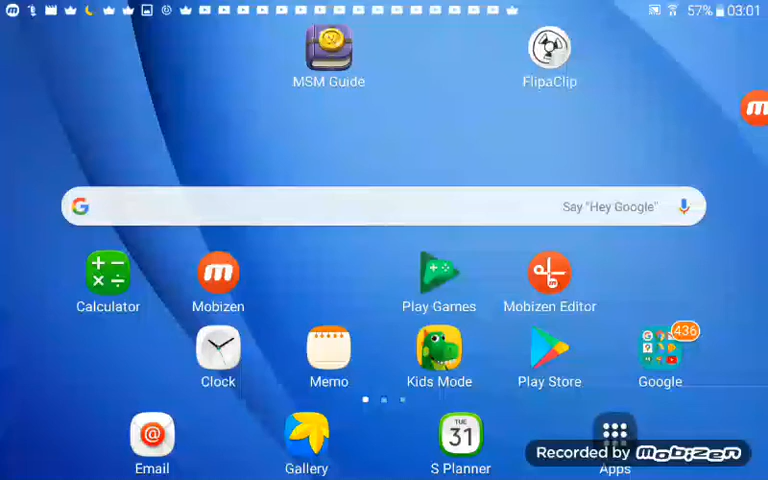 57% 03:01
MSM Guide
FlipaClip
Say "Hey Google"
Calculator
Mobizen
Play Games
Mobizen Editor
Clock
Memo
Kids Mode
Play Store
436
Google
TUE
31
Email
Gallery
S Planner
Apps
Recorded by mobizen